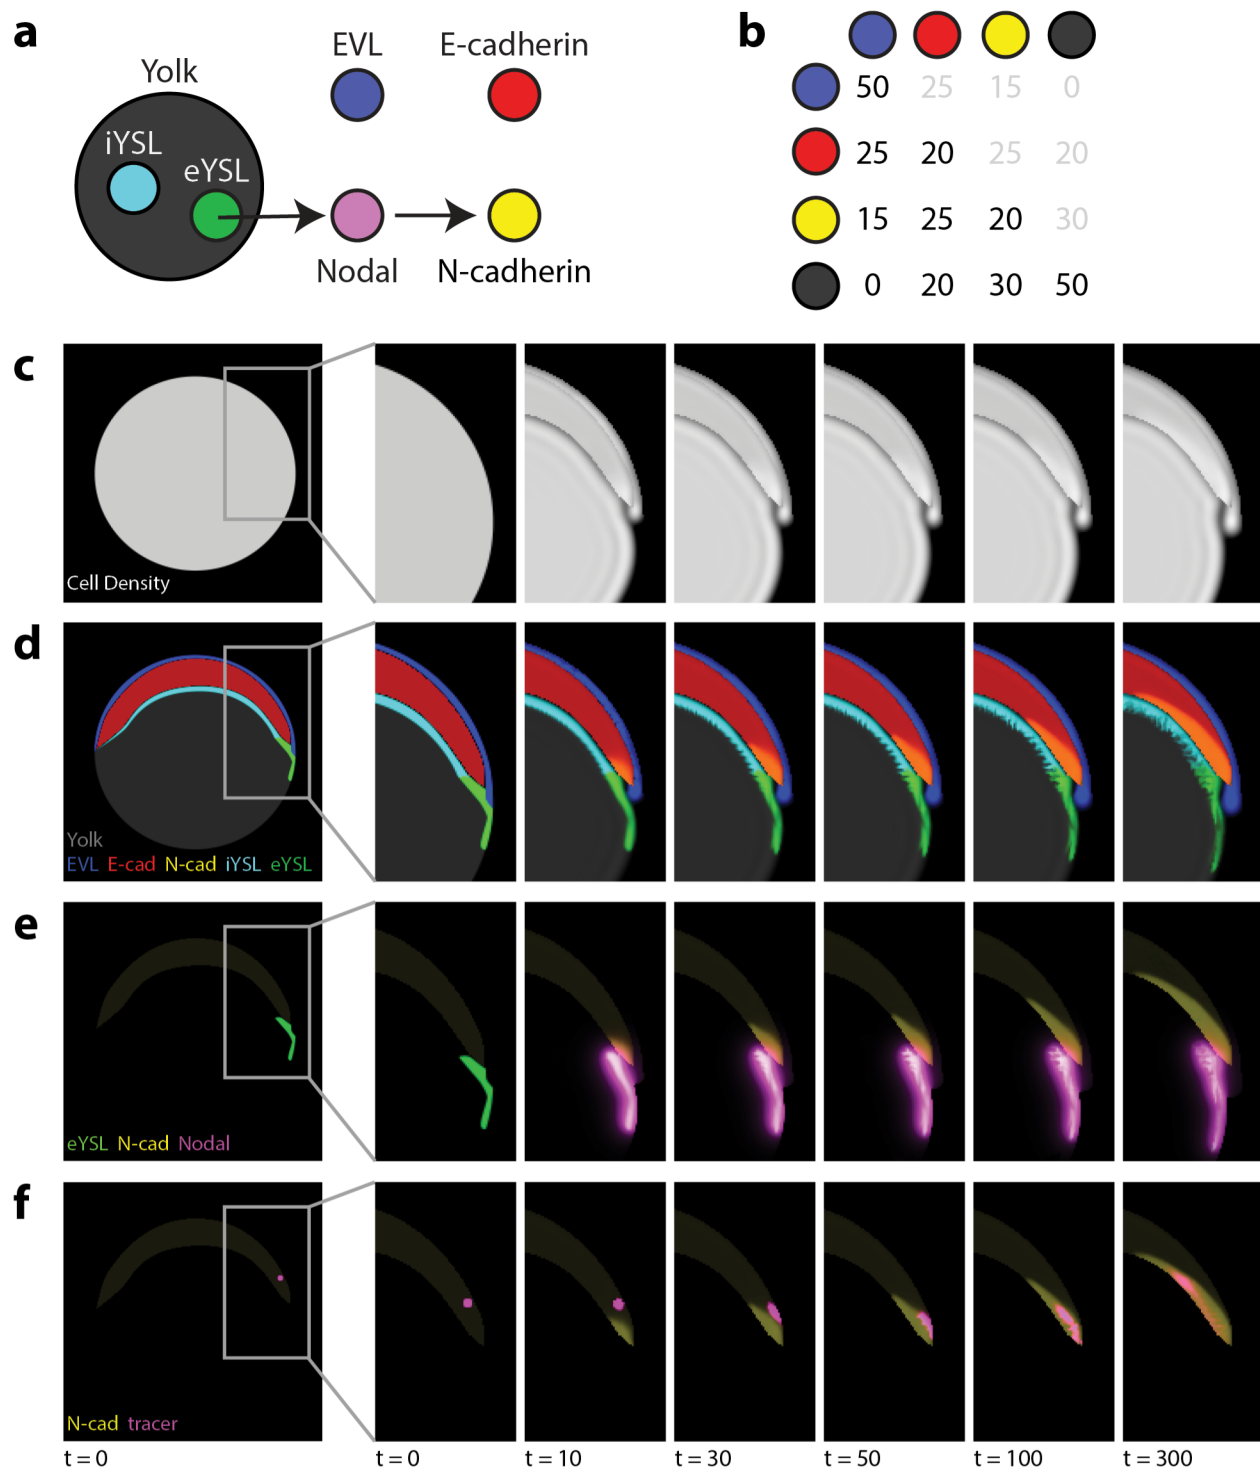 a
Yolk
iYSL
eYSL
EVL
E-cadherin
Nodal
N-cadherin
b
50 25 15 0
25 20 25 20
15 25 20 30
0 20 30 50
c
Cell Density
d
Yolk
EVL E-cad N-cad iYSL eYSL
e
eYSL N-cad Nodal
f
N-cad tracer
t = 0 t = 0 t = 10 t = 30 t = 50 t = 100 t = 300